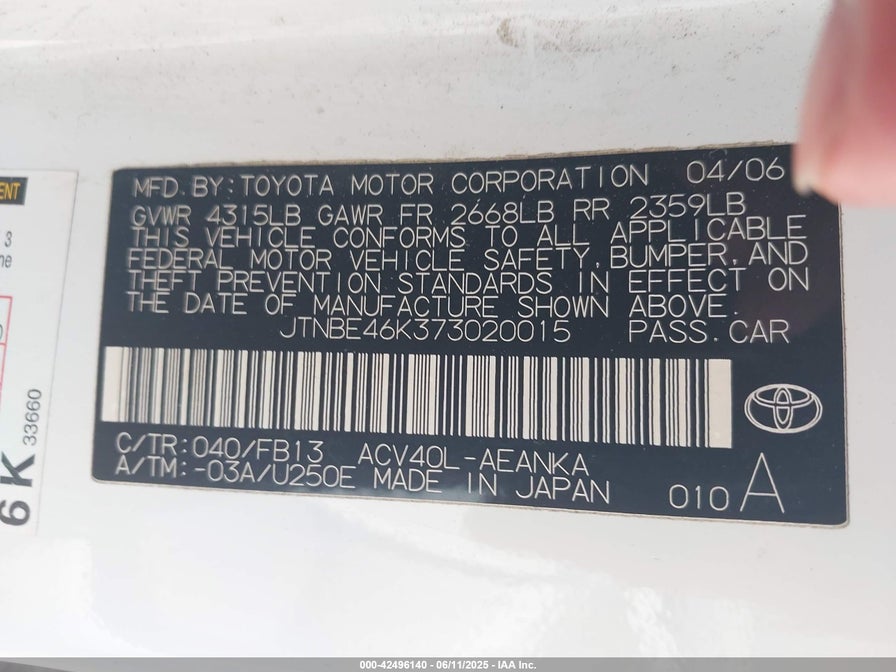 MFD.BY:TOYOTA MOTOR CORPORATION 04/06
GVWR 4315LB GAWR FR 2668LB RR 2359LB
THIS VEHICLE CONFORMS TO ALL APPLICABLE
FEDERAL MOTOR VEHICLE SAFETY,BUMPER,AND
THEFT PREVENTION STANDARDS IN EFFECT ON
THE DATE OF MANUFACTURE SHOWN ABOVE.
JTNBE46K373020015 PASS.CAR
C/TR:040/FB13 ACV40L-AEANKA
A/TM:-03A/U250E MADE IN JAPAN
010 A
6K 33660
000-42496140 - 06/11/2025 - IAA Inc.